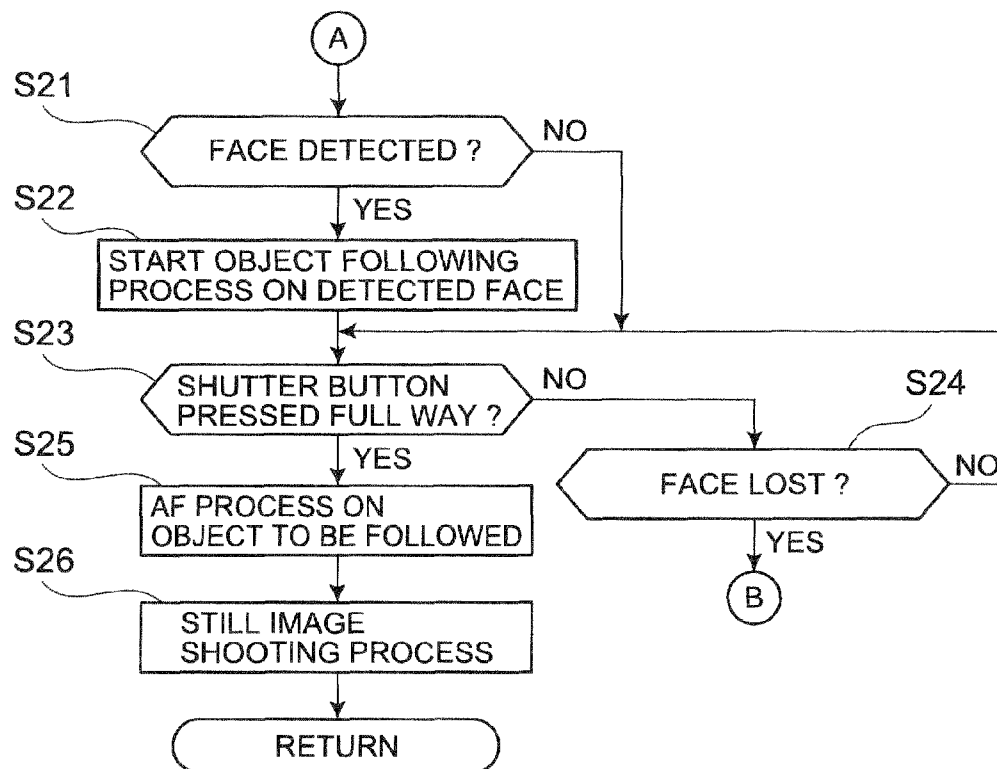 A
S21
FACE DETECTED ?
NO
YES
S22
START OBJECT FOLLOWING
PROCESS ON DETECTED FACE
S23
SHUTTER BUTTON
PRESSED FULL WAY ?
NO
YES
S24
FACE LOST ?
NO
YES
B
S25
AF PROCESS ON
OBJECT TO BE FOLLOWED
S26
STILL IMAGE
SHOOTING PROCESS
RETURN